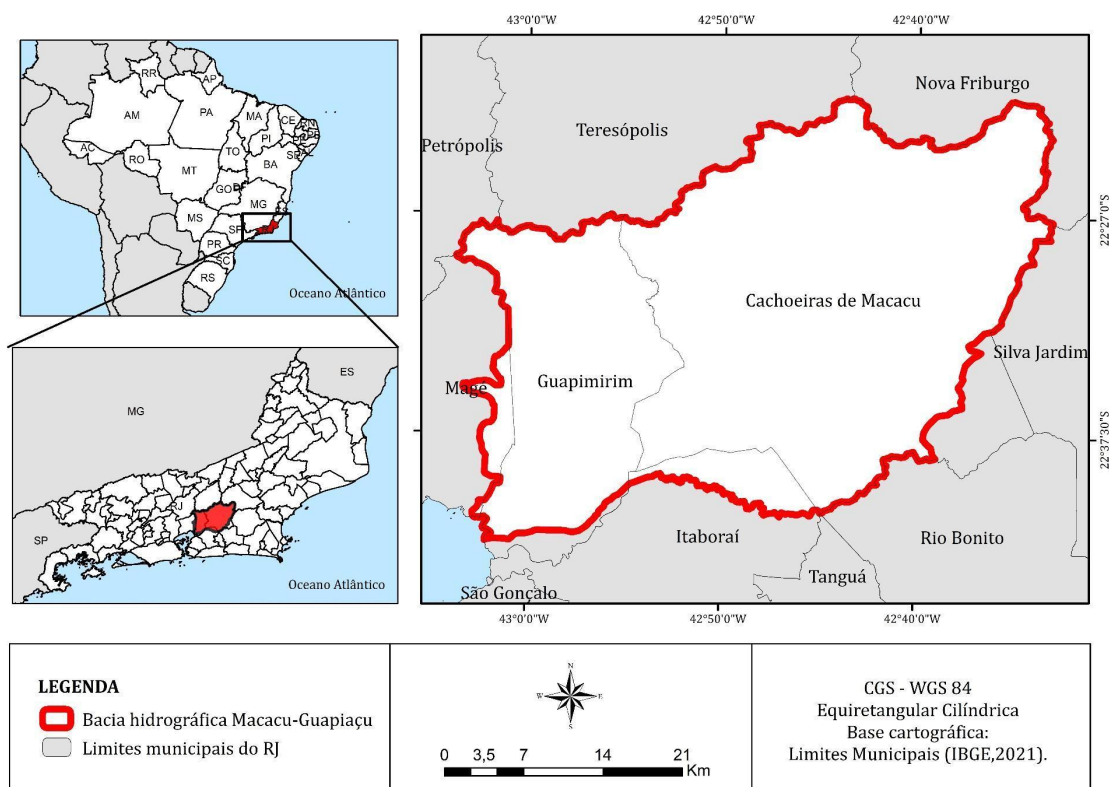 RR
AP
AM
PA
MA
CE
RN
PI
AC
TO
RO
BA
MT
GO
MG
ES
MS
SP
PR
SC
RS
Oceano Atlântico
ES
MG
RJ
SP
Oceano Atlântico
43°0'0"W
42°50'0"W
42°40'0"W
Nova Friburgo
Teresópolis
Petrópolis
22°27'0"S
Cachoeiras de Macacu
Silva Jardim
Guapimirim
Magé
22°37'30"S
Itaboraí
Rio Bonito
Tanguá
São Gonçalo
43°0'0"W
42°50'0"W
42°40'0"W
LEGENDA
Bacia hidrográfica Macacu-Guapiaçu
Limites municipais do RJ
N
W
E
S
0 3,5 7 14 21
Km
CGS - WGS 84
Equiretangular Cilíndrica
Base cartográfica:
Limites Municipais (IBGE,2021).